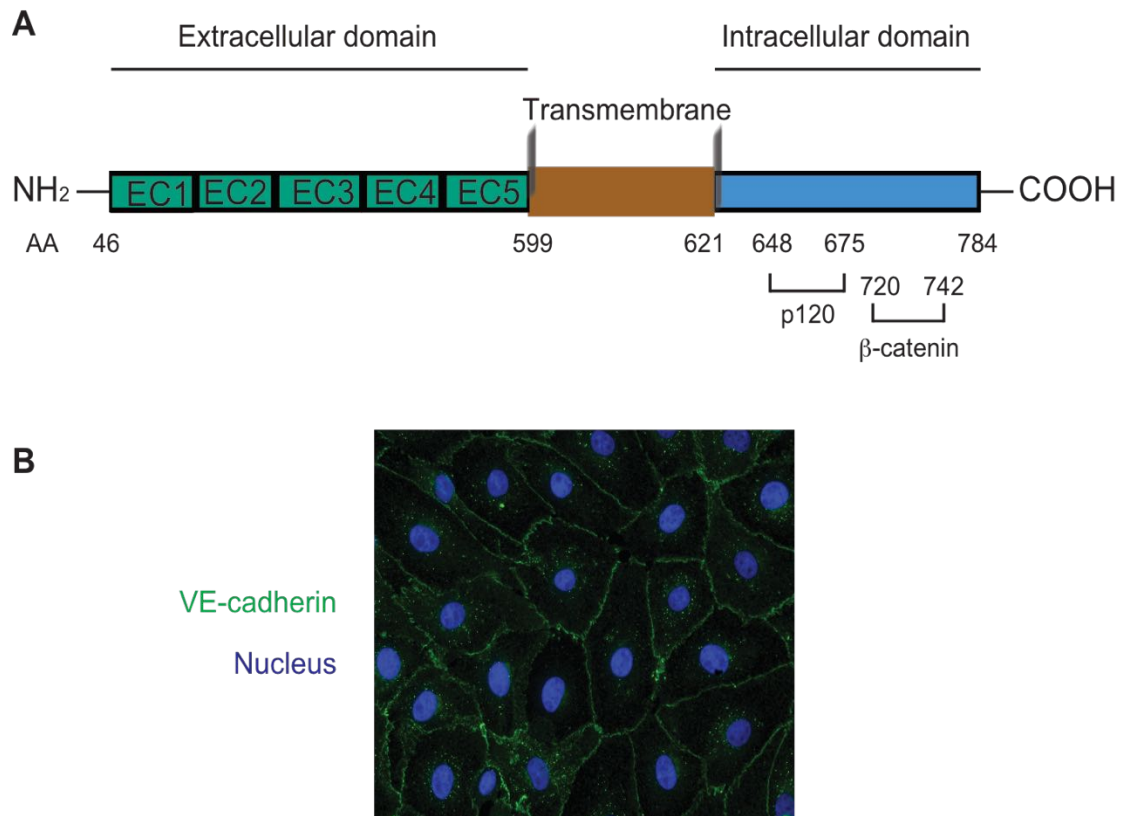 A
Extracellular domain
Intracellular domain
Transmembrane
NH₂
EC1 EC2 EC3 EC4 EC5
COOH
AA 46 599 621 648 675 784
720 742
p120
β-catenin
B
VE-cadherin
Nucleus